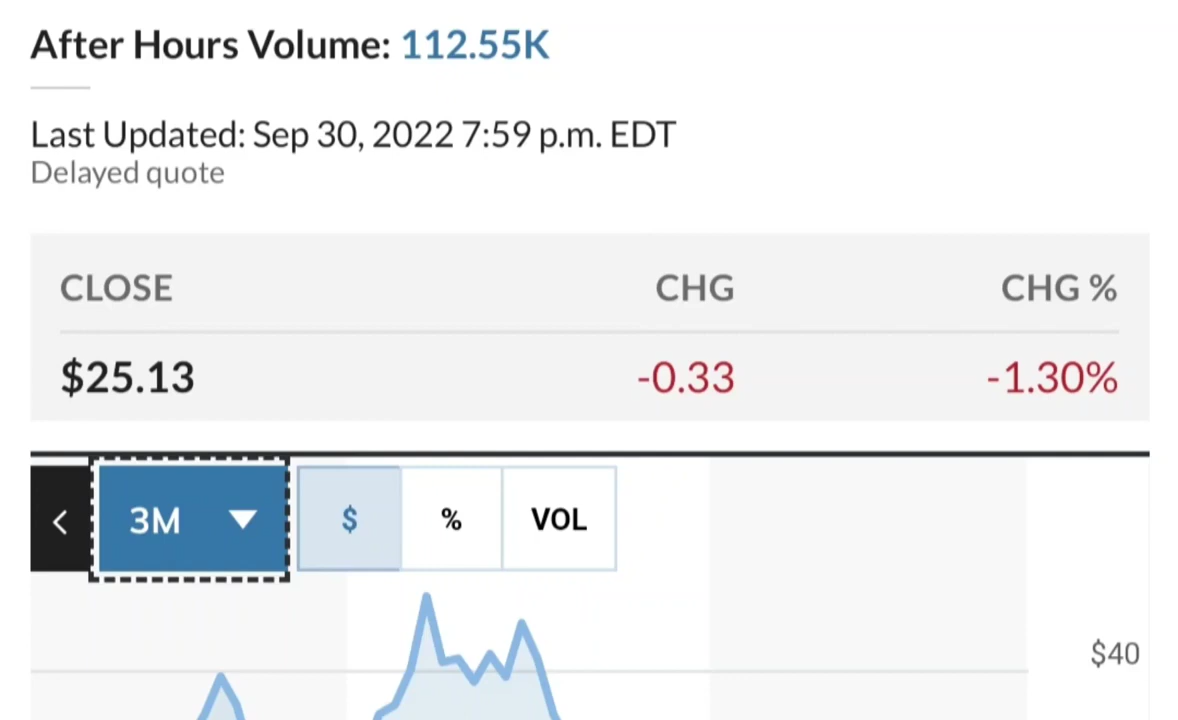 After Hours Volume: 112.55K
Last Updated: Sep 30, 2022 7:59 p.m. EDT
Delayed quote
CLOSE CHG CHG %
$25.13 -0.33 -1.30%
3M $ % VOL
$40